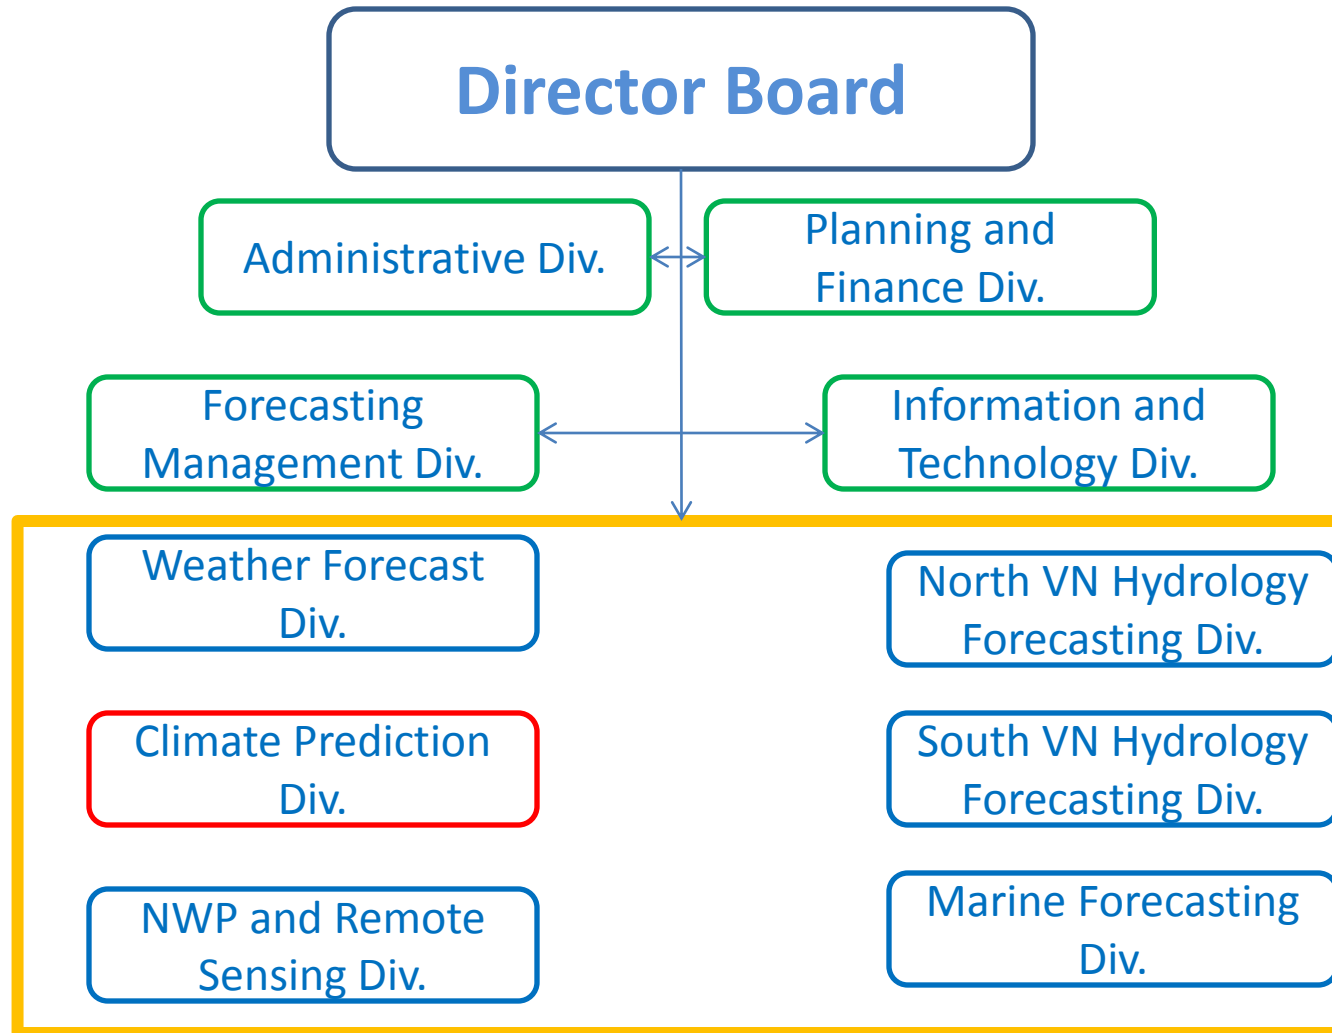 Director Board
Administrative Div.
Planning and
Finance Div.
Forecasting
Management Div.
Information and
Technology Div.
Weather Forecast
Div.
North VN Hydrology
Forecasting Div.
Climate Prediction
Div.
South VN Hydrology
Forecasting Div.
NWP and Remote
Sensing Div.
Marine Forecasting
Div.